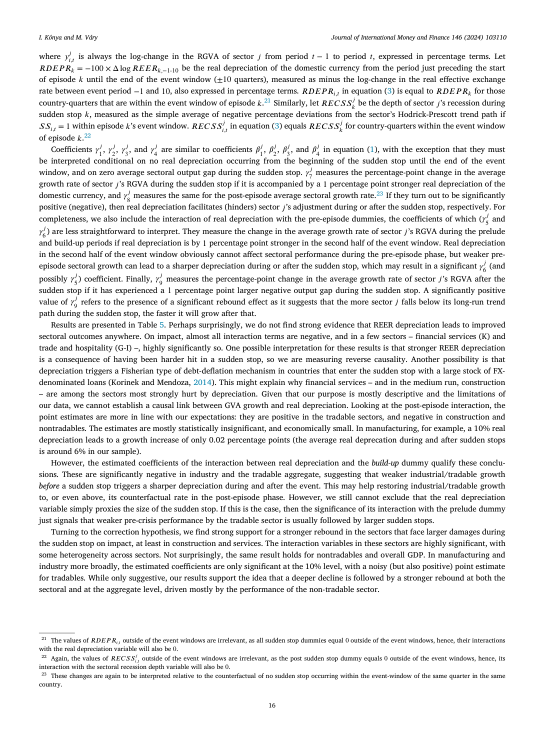 I. Kónya and M. Váry
Journal of International Money and Finance 146 (2024) 103110
where y^j_{i,t} is always the log-change in the RGVA of sector j from period t − 1 to period t, expressed in percentage terms. Let
RDEPR_k = −100 × Δ log REER_{k,−1·10} be the real depreciation of the domestic currency from the period just preceding the start
of episode k until the end of the event window (±10 quarters), measured as minus the log-change in the real effective exchange
rate between event period −1 and 10, also expressed in percentage terms. RDEPR_{i,t} in equation (3) is equal to RDEPR_k for those
country-quarters that are within the event window of episode k.²¹ Similarly, let RECSS^j_k be the depth of sector j's recession during
sudden stop k, measured as the simple average of negative percentage deviations from the sector's Hodrick-Prescott trend path if
SS_{i,t} = 1 within episode k's event window. RECSS^j_{i,t} in equation (3) equals RECSS^j_k for country-quarters within the event window
of episode k.²²
Coefficients γ^j_1, γ^j_2, γ^j_3, and γ^j_4 are similar to coefficients β^j_1, β^j_2, β^j_3, and β^j_4 in equation (1), with the exception that they must
be interpreted conditional on no real depreciation occurring from the beginning of the sudden stop until the end of the event
window, and on zero average sectoral output gap during the sudden stop. γ^j_7 measures the percentage-point change in the average
growth rate of sector j's RGVA during the sudden stop if it is accompanied by a 1 percentage point stronger real depreciation of the
domestic currency, and γ^j_8 measures the same for the post-episode average sectoral growth rate.²³ If they turn out to be significantly
positive (negative), then real depreciation facilitates (hinders) sector j's adjustment during or after the sudden stop, respectively. For
completeness, we also include the interaction of real depreciation with the pre-episode dummies, the coefficients of which (γ^j_5 and
γ^j_6) are less straightforward to interpret. They measure the change in the average growth rate of sector j's RGVA during the prelude
and build-up periods if real depreciation is by 1 percentage point stronger in the second half of the event window. Real depreciation
in the second half of the event window obviously cannot affect sectoral performance during the pre-episode phase, but weaker pre-
episode sectoral growth can lead to a sharper depreciation during or after the sudden stop, which may result in a significant γ^j_6 (and
possibly γ^j_5) coefficient. Finally, γ^j_9 measures the percentage-point change in the average growth rate of sector j's RGVA after the
sudden stop if it has experienced a 1 percentage point larger negative output gap during the sudden stop. A significantly positive
value of γ^j_9 refers to the presence of a significant rebound effect as it suggests that the more sector j falls below its long-run trend
path during the sudden stop, the faster it will grow after that.
Results are presented in Table 5. Perhaps surprisingly, we do not find strong evidence that REER depreciation leads to improved
sectoral outcomes anywhere. On impact, almost all interaction terms are negative, and in a few sectors – financial services (K) and
trade and hospitality (G-I) –, highly significantly so. One possible interpretation for these results is that stronger REER depreciation
is a consequence of having been harder hit in a sudden stop, so we are measuring reverse causality. Another possibility is that
depreciation triggers a Fisherian type of debt-deflation mechanism in countries that enter the sudden stop with a large stock of FX-
denominated loans (Korinek and Mendoza, 2014). This might explain why financial services – and in the medium run, construction
– are among the sectors most strongly hurt by depreciation. Given that our purpose is mostly descriptive and the limitations of
our data, we cannot establish a causal link between GVA growth and real depreciation. Looking at the post-episode interaction, the
point estimates are more in line with our expectations: they are positive in the tradable sectors, and negative in construction and
nontradables. The estimates are mostly statistically insignificant, and economically small. In manufacturing, for example, a 10% real
depreciation leads to a growth increase of only 0.02 percentage points (the average real deprecation during and after sudden stops
is around 6% in our sample).
However, the estimated coefficients of the interaction between real depreciation and the build-up dummy qualify these conclu-
sions. These are significantly negative in industry and the tradable aggregate, suggesting that weaker industrial/tradable growth
before a sudden stop triggers a sharper depreciation during and after the event. This may help restoring industrial/tradable growth
to, or even above, its counterfactual rate in the post-episode phase. However, we still cannot exclude that the real depreciation
variable simply proxies the size of the sudden stop. If this is the case, then the significance of its interaction with the prelude dummy
just signals that weaker pre-crisis performance by the tradable sector is usually followed by larger sudden stops.
Turning to the correction hypothesis, we find strong support for a stronger rebound in the sectors that face larger damages during
the sudden stop on impact, at least in construction and services. The interaction variables in these sectors are highly significant, with
some heterogeneity across sectors. Not surprisingly, the same result holds for nontradables and overall GDP. In manufacturing and
industry more broadly, the estimated coefficients are only significant at the 10% level, with a noisy (but also positive) point estimate
for tradables. While only suggestive, our results support the idea that a deeper decline is followed by a stronger rebound at both the
sectoral and at the aggregate level, driven mostly by the performance of the non-tradable sector.
²¹ The values of RDEPR_{i,t} outside of the event windows are irrelevant, as all sudden stop dummies equal 0 outside of the event windows, hence, their interactions
with the real depreciation variable will also be 0.
²² Again, the values of RECSS^j_{i,t} outside of the event windows are irrelevant, as the post sudden stop dummy equals 0 outside of the event windows, hence, its
interaction with the sectoral recession depth variable will also be 0.
²³ These changes are again to be interpreted relative to the counterfactual of no sudden stop occurring within the event-window of the same quarter in the same
country.
16